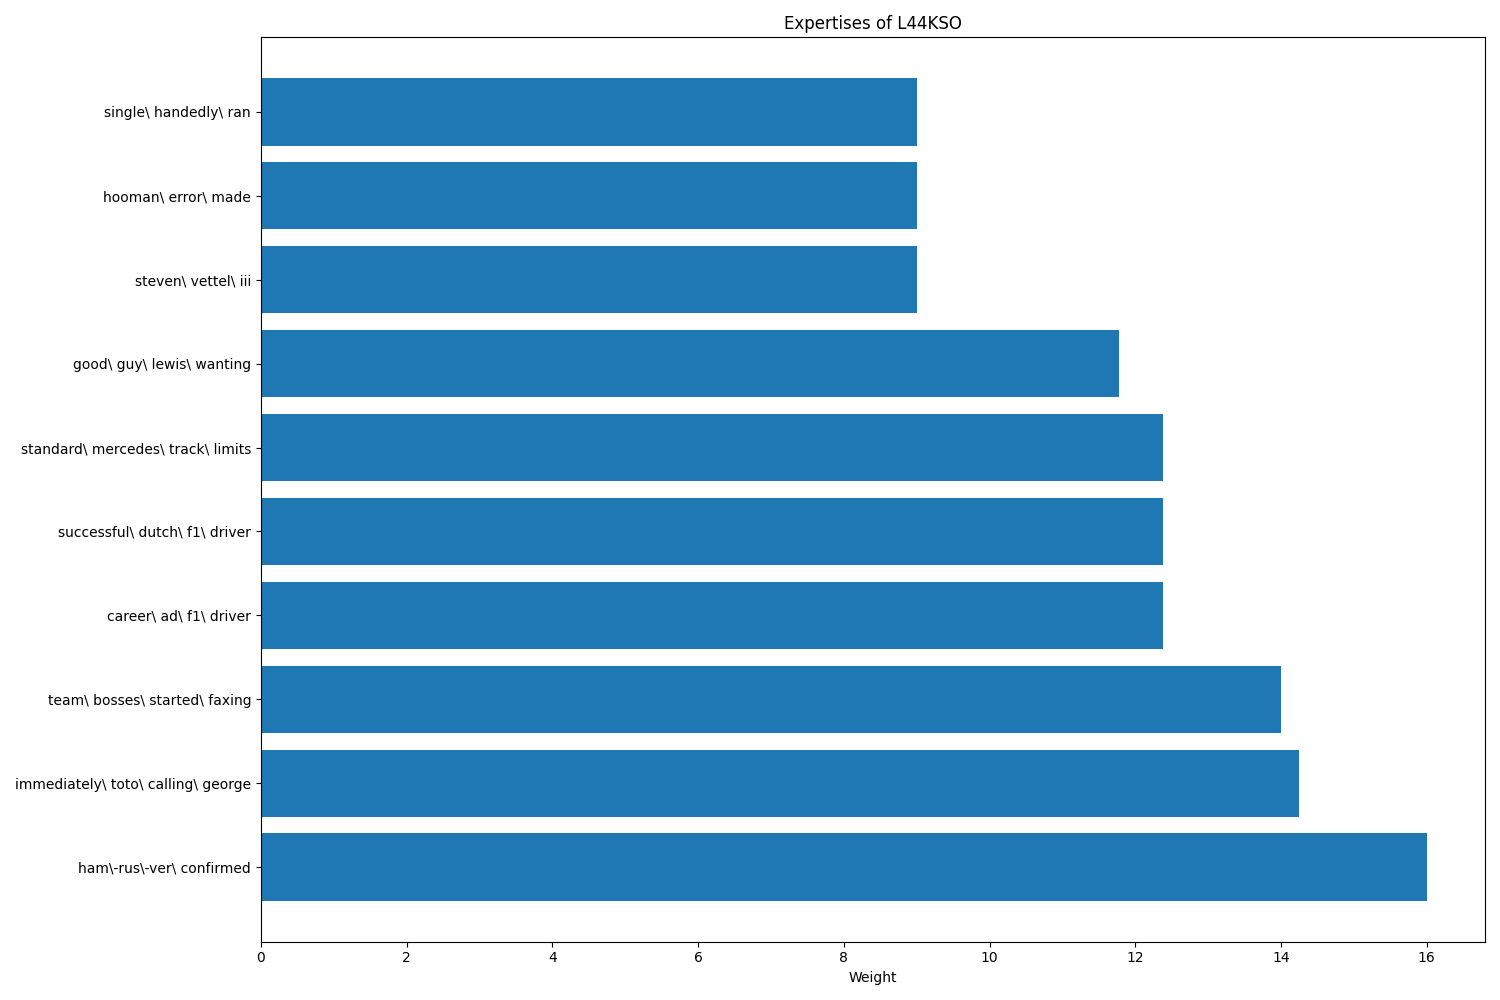 Expertises of L44KSO
single\ handedly\ ran
hooman\ error\ made
steven\ vettel\ iii
good\ guy\ lewis\ wanting
standard\ mercedes\ track\ limits
successful\ dutch\ f1\ driver
career\ ad\ f1\ driver
team\ bosses\ started\ faxing
immediately\ toto\ calling\ george
ham\-rus\-ver\ confirmed
0 2 4 6 8 10 12 14 16
Weight